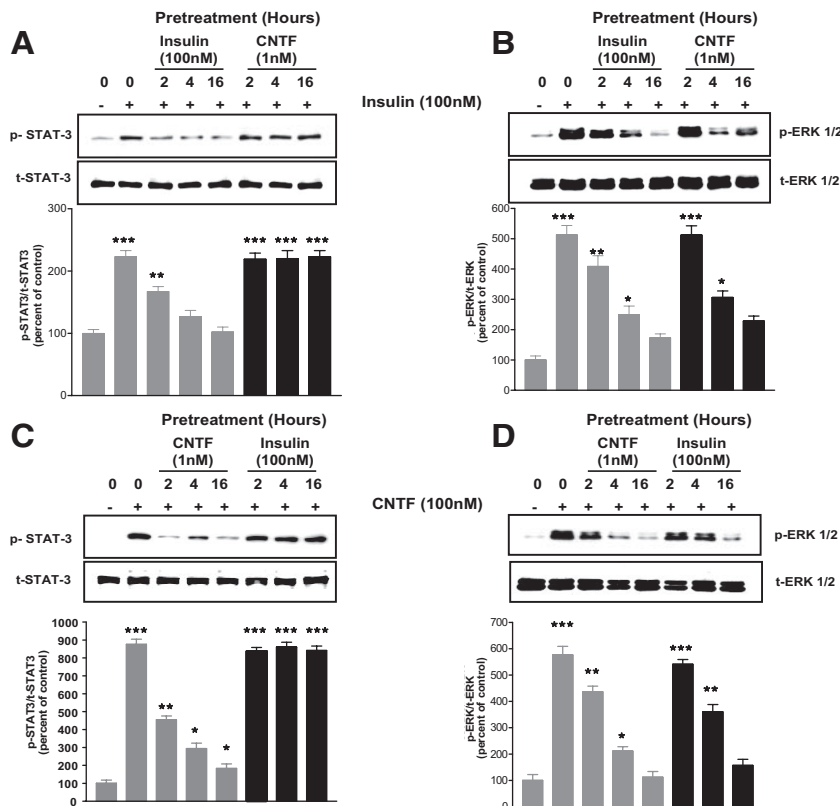 A
Pretreatment (Hours)
Insulin
(100nM)
CNTF
(1nM)
0 0 2 4 16 2 4 16
- + + + + + + +
p- STAT-3
t-STAT-3
p-STAT3/t-STAT3
(percent of control)
300
200
100
0
*** ** *** *** ***
Insulin (100nM)
B
Pretreatment (Hours)
Insulin
(100nM)
CNTF
(1nM)
0 0 2 4 16 2 4 16
- + + + + + + +
p-ERK 1/2
t-ERK 1/2
p-ERK/t-ERK
(percent of control)
600
500
400
300
200
100
0
*** ** * *** *
C
Pretreatment (Hours)
CNTF
(1nM)
Insulin
(100nM)
0 0 2 4 16 2 4 16
- + + + + + + +
p- STAT-3
t-STAT-3
p-STAT3/t-STAT3
(percent of control)
1000
900
800
700
600
500
400
300
200
100
0
*** ** * * *** *** ***
CNTF (100nM)
D
Pretreatment (Hours)
CNTF
(1nM)
Insulin
(100nM)
0 0 2 4 16 2 4 16
- + + + + + + +
p-ERK 1/2
t-ERK 1/2
p-ERK/t-ERK
(percent of control)
700
600
500
400
300
200
100
0
*** ** * *** **